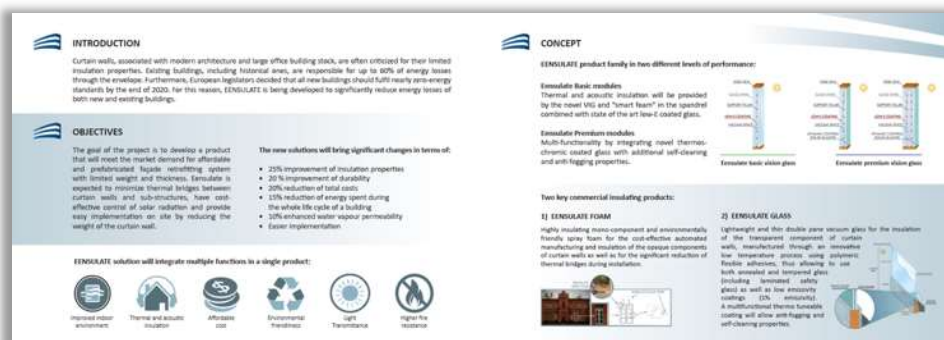 INTRODUCTION
Curtain walls, associated with modern architecture and large office building stock, are often criticized for their limited
insulation properties. Existing buildings, including historical ones, are responsible for up to 80% of energy losses
through the envelope. Furthermore, European legislators decided that all new buildings should fulfil nearly zero-energy
standards by the end of 2020. For this reason, EENSULATE is being developed to significantly reduce energy losses of
both new and existing buildings.
OBJECTIVES
The goal of the project is to develop a product
that will meet the market demand for affordable
and prefabricated façade retrofitting system
with limited weight and thickness. Eensulate is
expected to minimize thermal bridges between
curtain walls and sub-structures, have cost-
effective control of solar radiation and provide
easy implementation on site by reducing the
weight of the curtain wall.
The new solutions will bring significant changes in terms of:
• 25% improvement of insulation properties
• 20 % improvement of durability
• 20% reduction of total costs
• 15% reduction of energy spent during
the whole life cycle of a building
• 10% enhanced water vapour permeability
• Easier implementation
EENSULATE solution will integrate multiple functions in a single product:
Improved indoor
environment
Thermal and acoustic
insulation
Affordable
cost
Environmental
friendliness
Light
Transmittance
Higher fire
resistance
CONCEPT
EENSULATE product family in two different levels of performance:
Eensulate Basic modules
Thermal and acoustic insulation will be provided
by the novel VIG and "smart foam" in the spandrel
combined with state of the art low-E coated glass.
Eensulate Premium modules
Multi-functionality by integrating novel thermo-
chromic coated glass with additional self-cleaning
and anti-fogging properties.
Eensulate basic vision glass
Eensulate premium vision glass
Two key commercial insulating products:
1) EENSULATE FOAM
Highly insulating mono-component and environmentally
friendly spray foam for the cost-effective automated
manufacturing and insulation of the opaque components
of curtain walls as well as for the significant reduction of
thermal bridges during installation.
2) EENSULATE GLASS
Lightweight and thin double pane vacuum glass for the insulation
of the transparent component of curtain
walls, manufactured through an innovative
low temperature process using polymeric
flexible adhesives, thus allowing to use
both annealed and tempered glass
(including laminated safety
glass) as well as low emissivity
coatings (1% emissivity).
A multifunctional thermo tuneable
coating will allow anti-fogging and
self-cleaning properties.